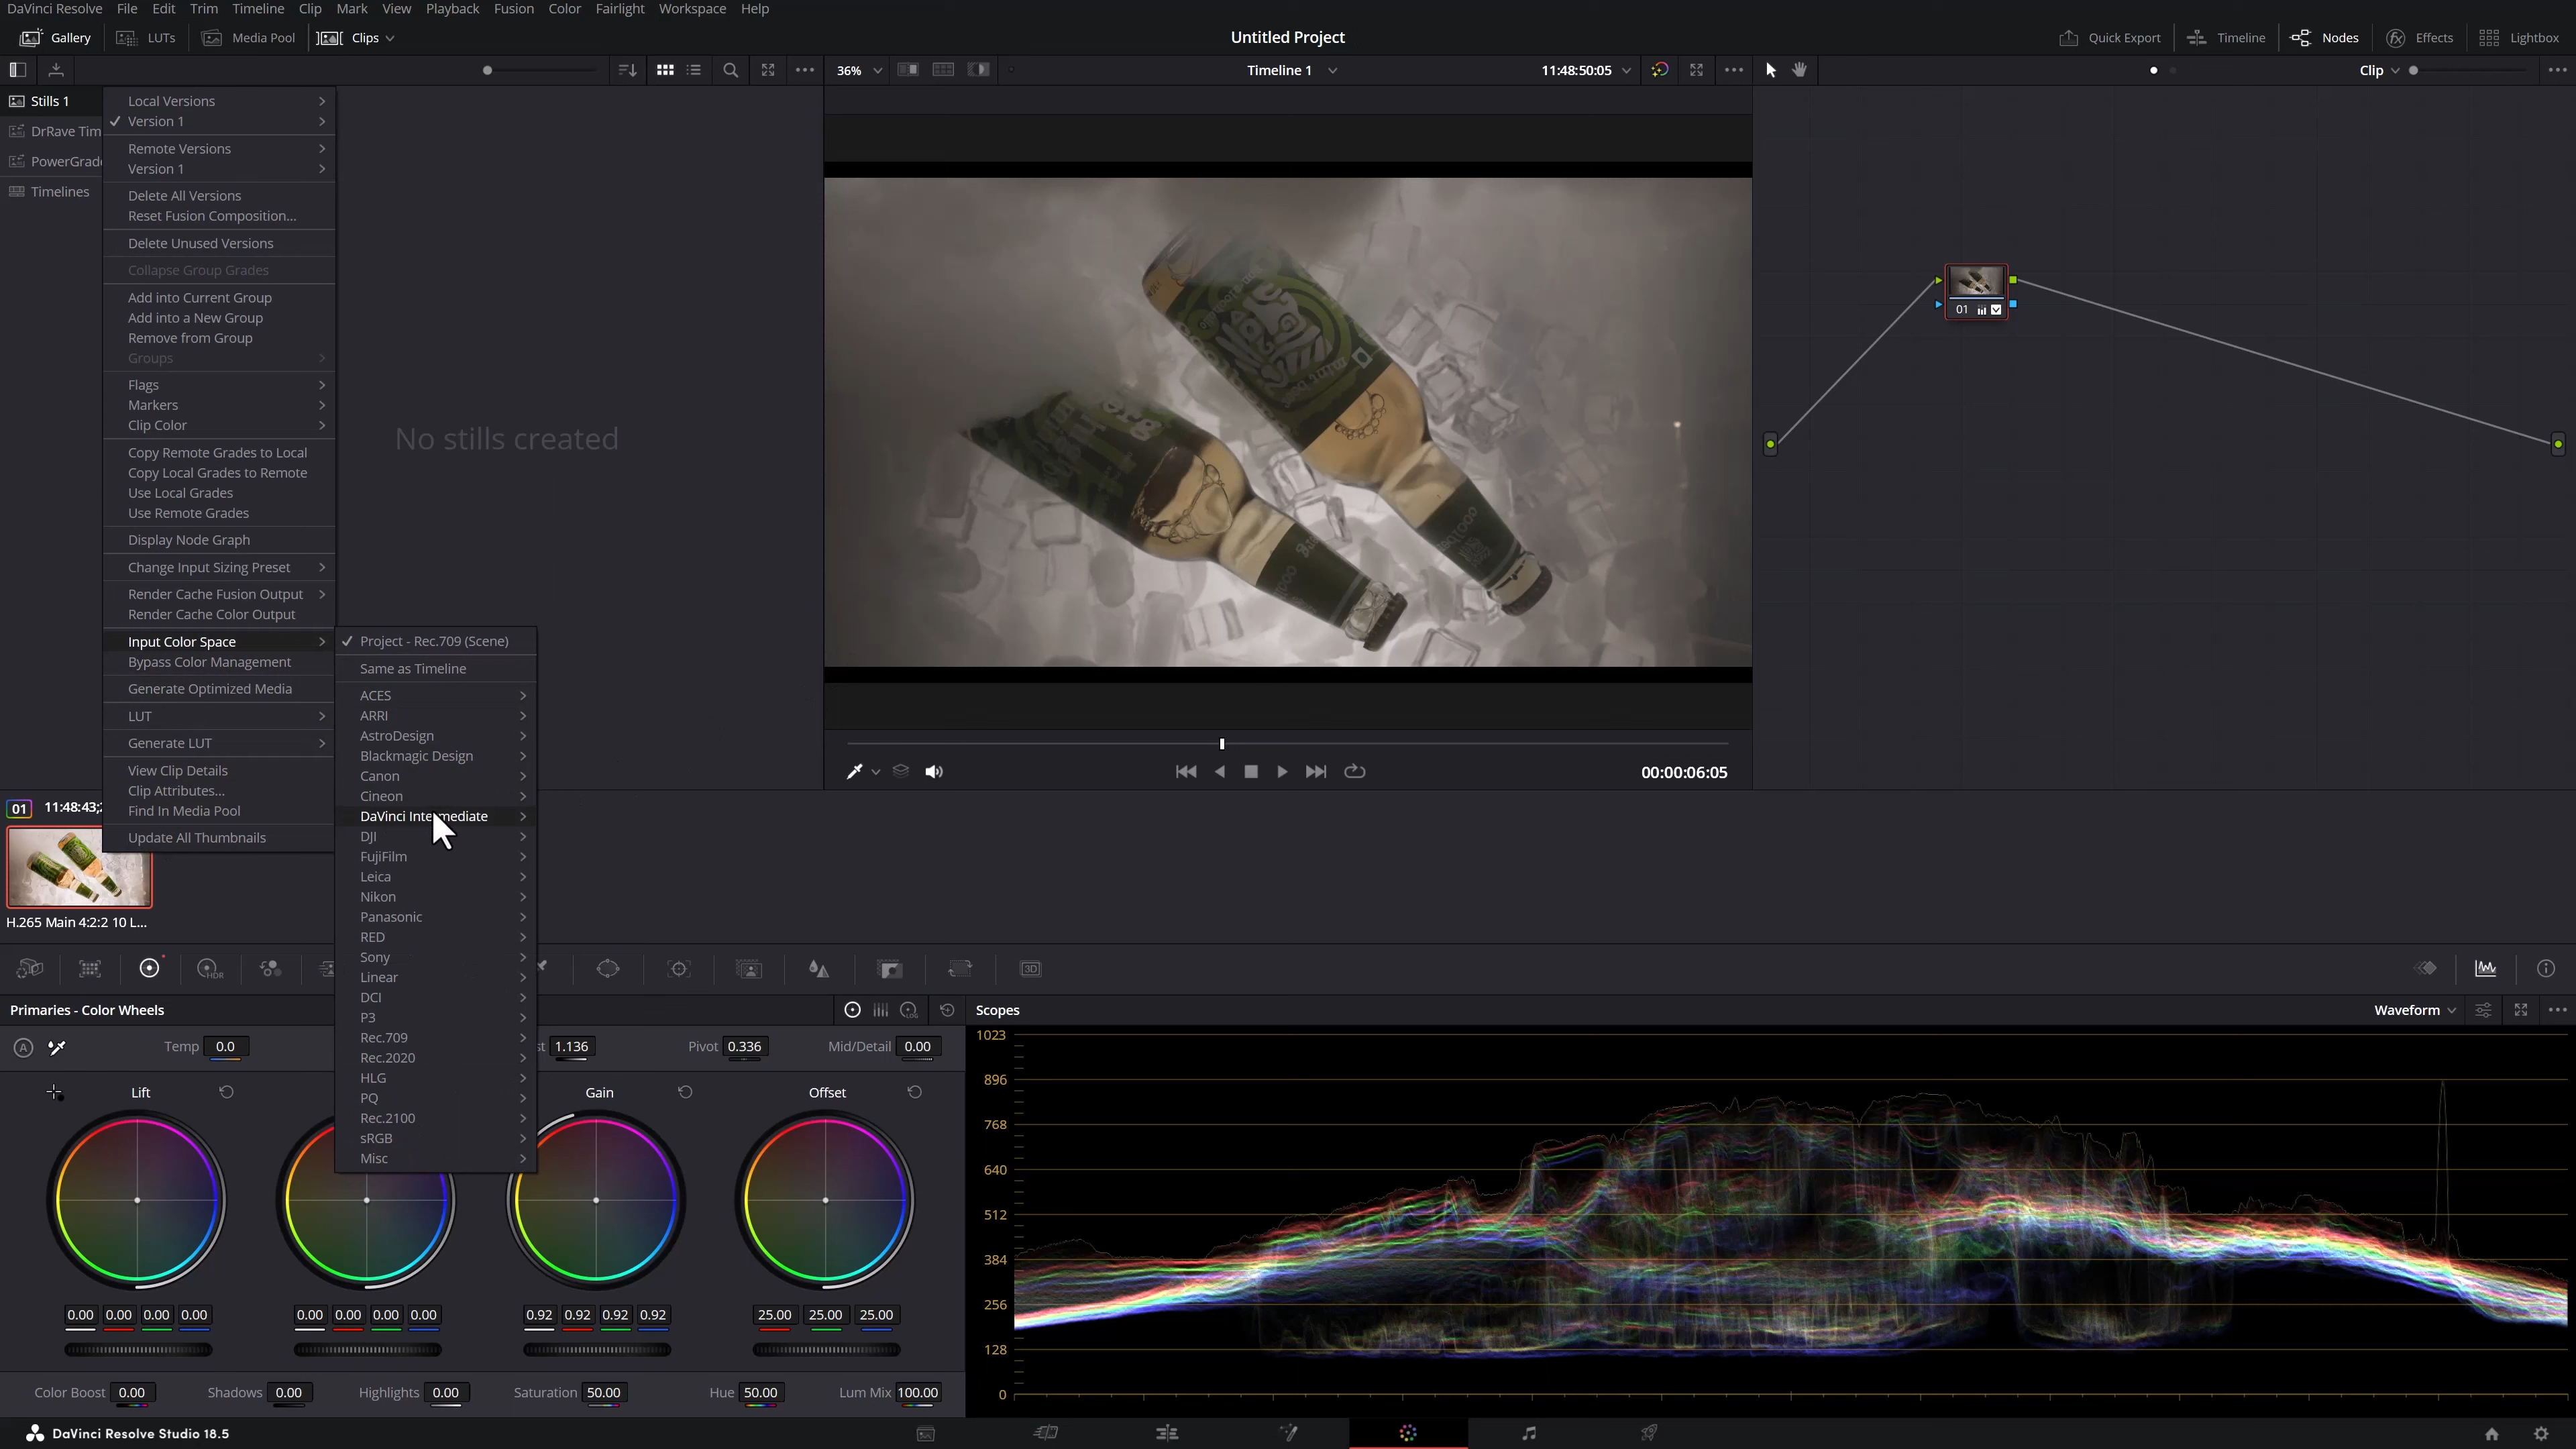 DaVinci Resolve File Edit Trim Timeline Clip Mark View Playback Fusion Color Fairlight Workspace Help
Gallery LUTs Media Pool Clips Untitled Project Quick Export Timeline Nodes Effects Lightbox
36% Timeline 1 11:48:50:05 Clip
Stills 1
DrRave Tim
PowerGrad
Timelines
Local Versions
Version 1
Remote Versions
Version 1
Delete All Versions
Reset Fusion Composition...
Delete Unused Versions
Collapse Group Grades
Add into Current Group
Add into a New Group
Remove from Group
Groups
Flags
Markers
Clip Color
Copy Remote Grades to Local
Copy Local Grades to Remote
Use Local Grades
Use Remote Grades
Display Node Graph
Change Input Sizing Preset
Render Cache Fusion Output
Render Cache Color Output
Input Color Space
Bypass Color Management
Generate Optimized Media
LUT
Generate LUT
View Clip Details
Clip Attributes...
Find In Media Pool
Update All Thumbnails
No stills created
Project - Rec.709 (Scene)
Same as Timeline
ACES
ARRI
AstroDesign
Blackmagic Design
Canon
Cineon
DaVinci Intermediate
DJI
FujiFilm
Leica
Nikon
Panasonic
RED
Sony
Linear
DCI
P3
Rec.709
Rec.2020
HLG
PQ
Rec.2100
sRGB
Misc
01
00:00:06:05
01 11:48:43;
H.265 Main 4:2:2 10 L...
HDR 3D
Primaries - Color Wheels LOG
A Temp 0.0 st 1.136 Pivot 0.336 Mid/Detail 0.00
Lift Gain Offset
0.00 0.00 0.00 0.00 0.00 0.00 0.00 0.00 0.92 0.92 0.92 0.92 25.00 25.00 25.00
Color Boost 0.00 Shadows 0.00 Highlights 0.00 Saturation 50.00 Hue 50.00 Lum Mix 100.00
Scopes Waveform
1023
896
768
640
512
384
256
128
0
DaVinci Resolve Studio 18.5